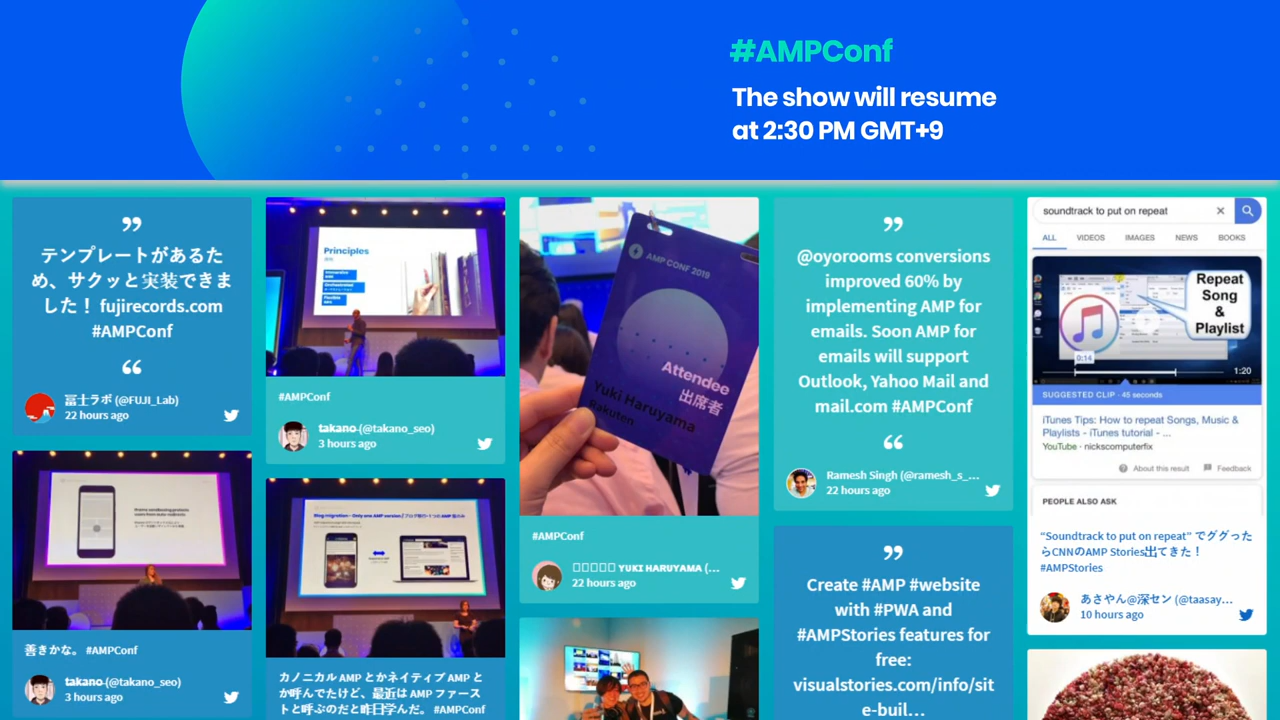 #AMPConf
The show will resume
at 2:30 PM GMT+9
テンプレートがあるた
め、サクッと実装できま
した！ fujirecords.com
#AMPConf
冨士ラボ (@FUJI_Lab)
22 hours ago
善きかな。 #AMPConf
takano (@takano_seo)
3 hours ago
Principles
#AMPConf
takano (@takano_seo)
3 hours ago
カノニカル AMP とかネイティブ AMP と
か呼んでたけど、最近は AMP ファース
トと呼ぶのだと昨日学んだ。 #AMPConf
AMP CONF 2019
Attendee
出席者
Yuki Haruyama
Rakuten
#AMPConf
YUKI HARUYAMA (...
22 hours ago
@oyorooms conversions
improved 60% by
implementing AMP for
emails. Soon AMP for
emails will support
Outlook, Yahoo Mail and
mail.com #AMPConf
Ramesh Singh (@ramesh_s_...
22 hours ago
Create #AMP #website
with #PWA and
#AMPStories features for
free:
visualstories.com/info/sit
e-buil...
soundtrack to put on repeat
ALL VIDEOS IMAGES NEWS BOOKS
Repeat
Song
&
Playlist
0:14
1:20
SUGGESTED CLIP · 45 seconds
iTunes Tips: How to repeat Songs, Music &
Playlists - iTunes tutorial - ...
YouTube · nickscomputerfix
About this result Feedback
PEOPLE ALSO ASK
“Soundtrack to put on repeat” でググった
らCNNのAMP Stories出てきた！
#AMPStories
あさやん@深セン (@taasay...
10 hours ago